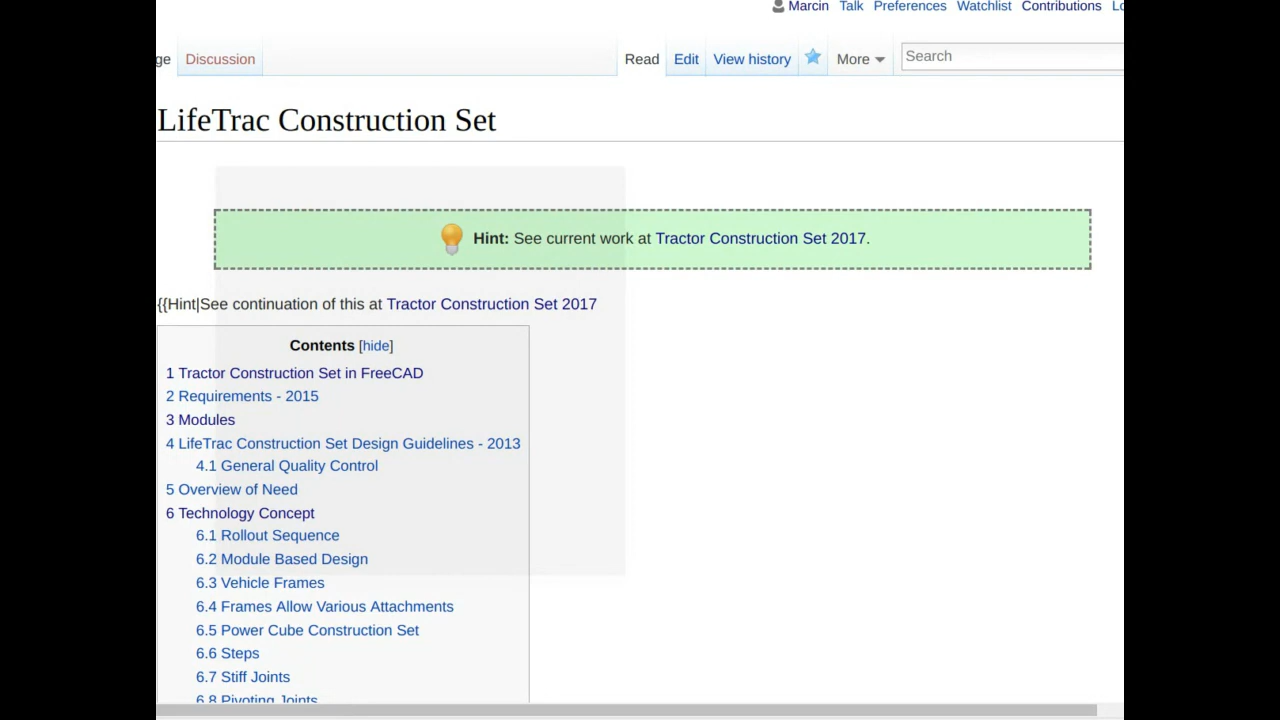 Marcin Talk Preferences Watchlist Contributions
Discussion Read Edit View history More Search
LifeTrac Construction Set
Hint: See current work at Tractor Construction Set 2017.
{{Hint|See continuation of this at Tractor Construction Set 2017
Contents [hide]
1 Tractor Construction Set in FreeCAD
2 Requirements - 2015
3 Modules
4 LifeTrac Construction Set Design Guidelines - 2013
4.1 General Quality Control
5 Overview of Need
6 Technology Concept
6.1 Rollout Sequence
6.2 Module Based Design
6.3 Vehicle Frames
6.4 Frames Allow Various Attachments
6.5 Power Cube Construction Set
6.6 Steps
6.7 Stiff Joints
6.8 Pivoting Joints